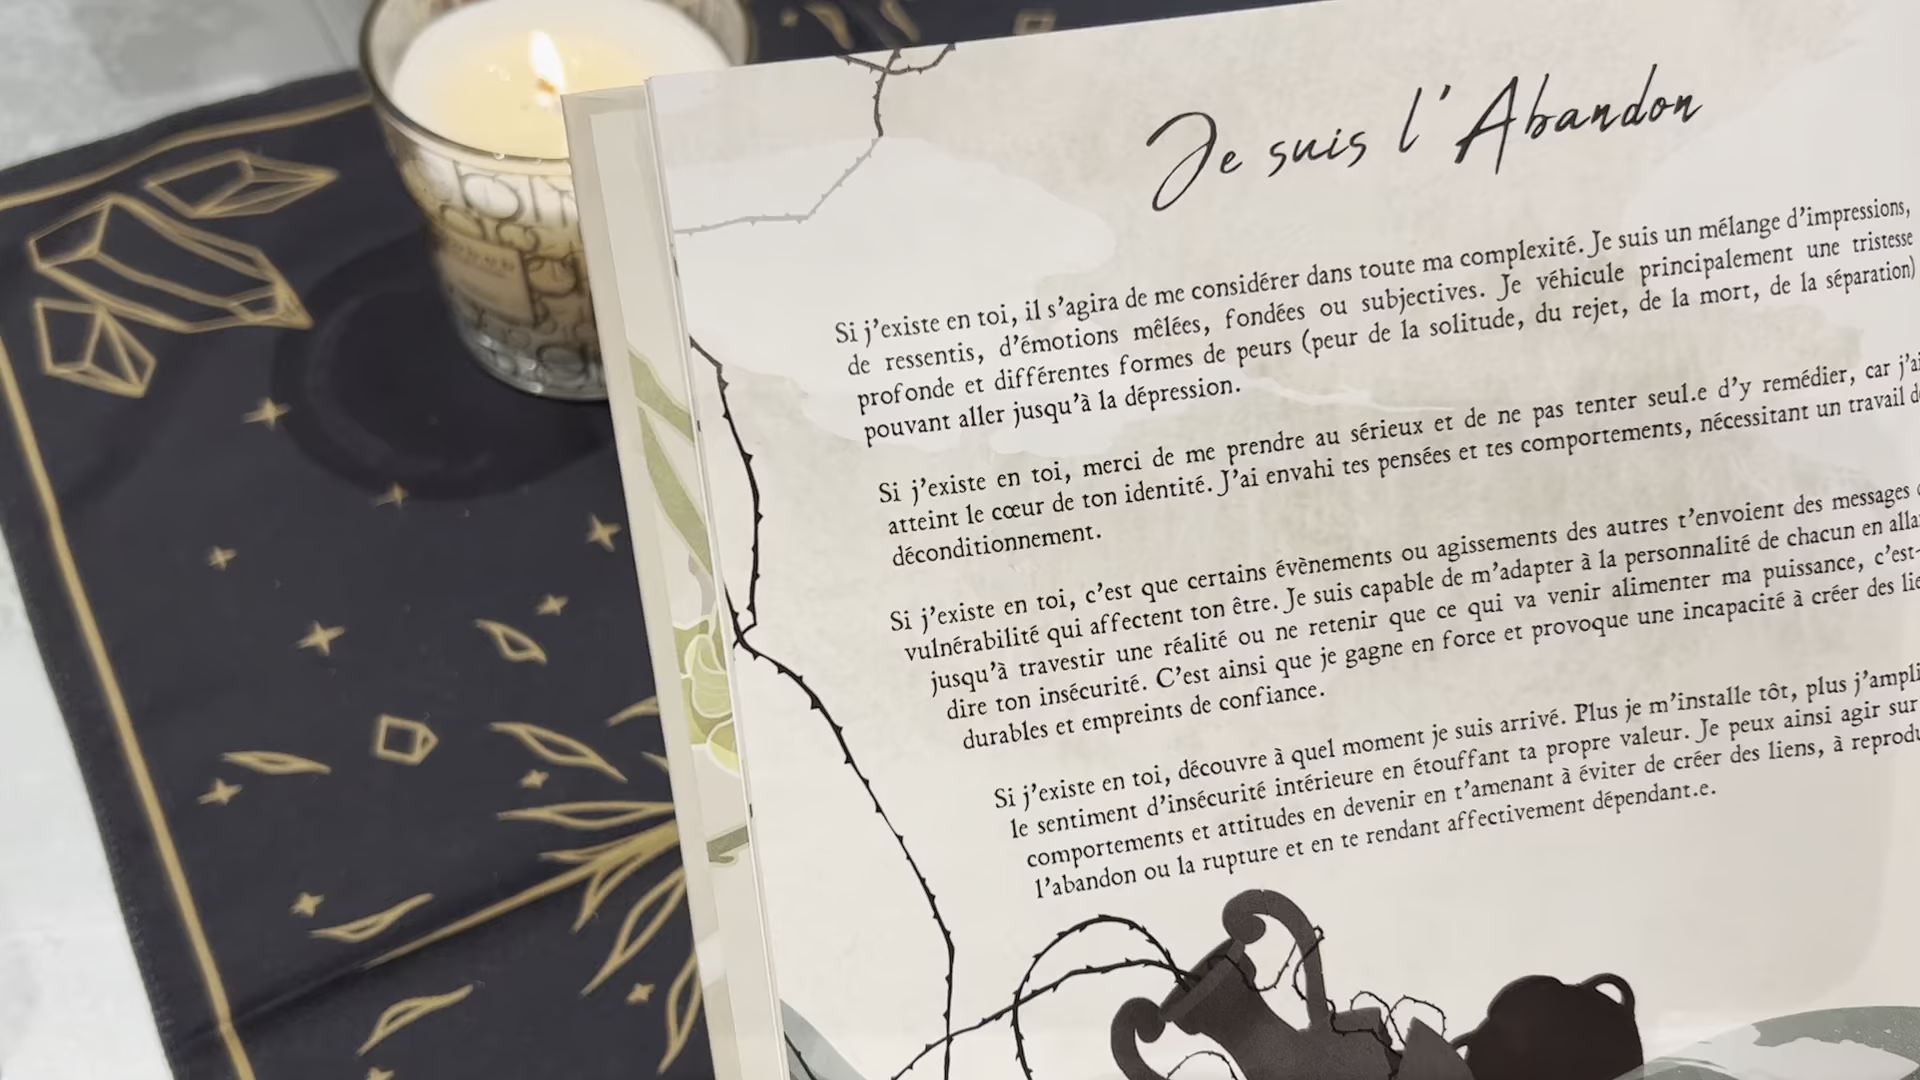 Je suis l'Abandon
Si j'existe en toi, il s'agira de me considérer dans toute ma complexité. Je suis un mélange d'impressions,
de ressentis, d'émotions mêlées, fondées ou subjectives. Je véhicule principalement une tristesse
profonde et différentes formes de peurs (peur de la solitude, du rejet, de la mort, de la séparation)
pouvant aller jusqu'à la dépression.
Si j'existe en toi, merci de me prendre au sérieux et de ne pas tenter seul.e d'y remédier, car j'ai
atteint le cœur de ton identité. J'ai envahi tes pensées et tes comportements, nécessitant un travail de
déconditionnement.
Si j'existe en toi, c'est que certains évènements ou agissements des autres t'envoient des messages
vulnérabilité qui affectent ton être. Je suis capable de m'adapter à la personnalité de chacun en
jusqu'à travestir une réalité ou ne retenir que ce qui va venir alimenter ma puissance,
dire ton insécurité. C'est ainsi que je gagne en force et provoque une incapacité à créer des
durables et empreints de confiance.
Si j'existe en toi, découvre à quel moment je suis arrivé. Plus je m'installe tôt, plus
le sentiment d'insécurité intérieure en étouffant ta propre valeur. Je peux ainsi agir sur
comportements et attitudes en devenir en t'amenant à éviter de créer des liens, à
l'abandon ou la rupture et en te rendant affectivement dépendant.e.